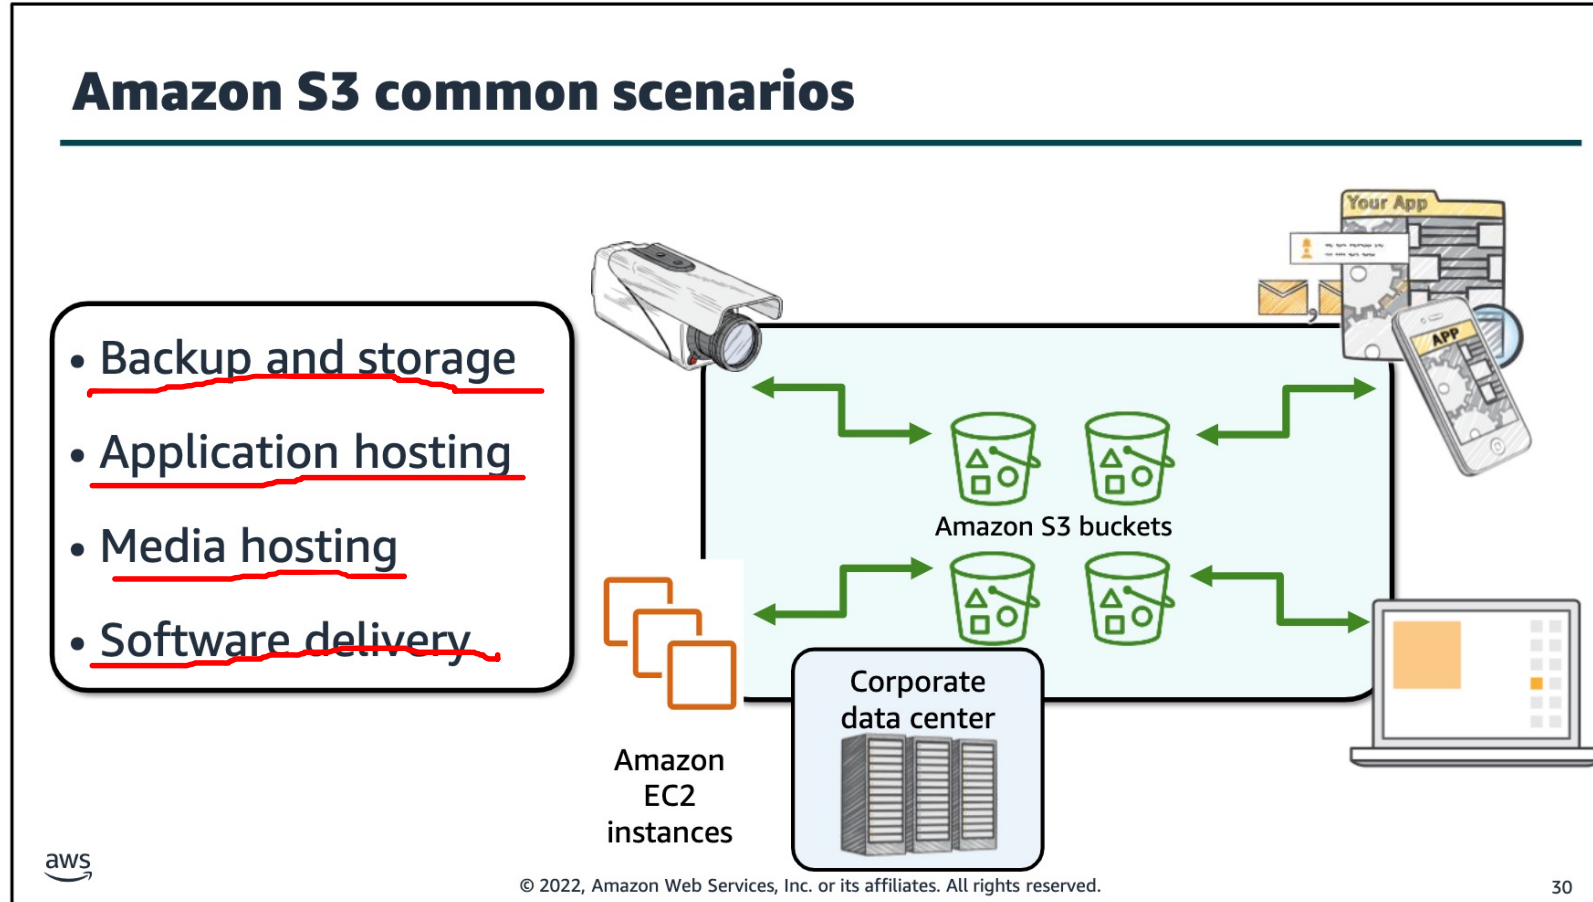 Amazon S3 common scenarios
• Backup and storage
• Application hosting
• Media hosting
• Software delivery
Your App
APP
Amazon S3 buckets
Corporate
data center
Amazon
EC2
instances
aws
© 2022, Amazon Web Services, Inc. or its affiliates. All rights reserved.
30